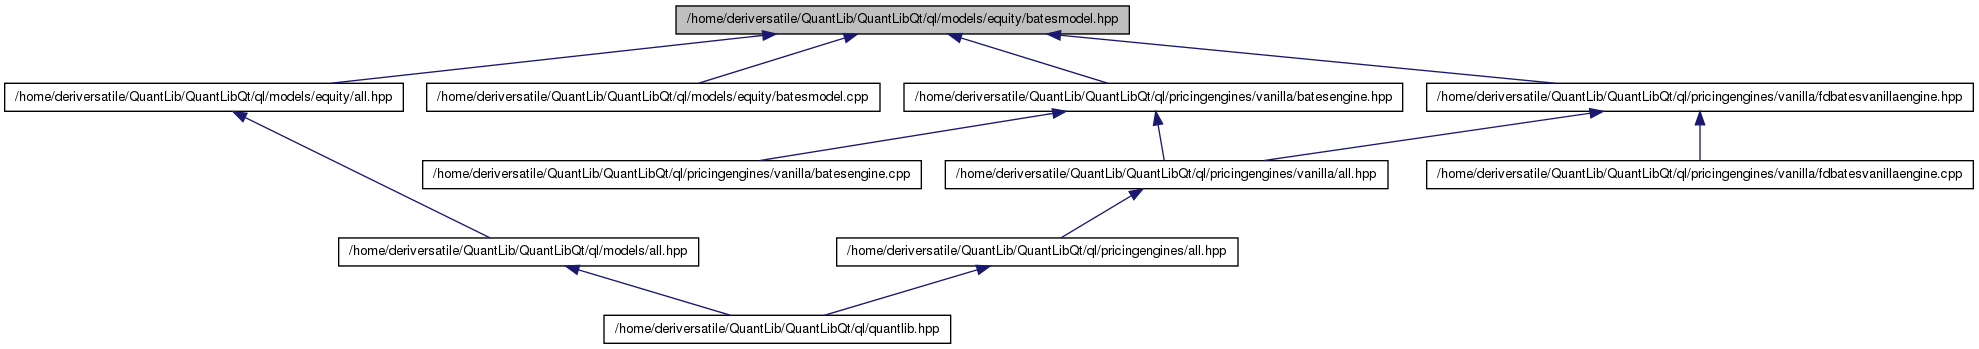 /home/deriversatile/QuantLib/QuantLibQt/ql/models/equity/batesmodel.hpp
/home/deriversatile/QuantLib/QuantLibQt/ql/models/equity/all.hpp
/home/deriversatile/QuantLib/QuantLibQt/ql/models/equity/batesmodel.cpp
/home/deriversatile/QuantLib/QuantLibQt/ql/pricingengines/vanilla/batesengine.hpp
/home/deriversatile/QuantLib/QuantLibQt/ql/pricingengines/vanilla/fdbatesvanillaengine.hpp
/home/deriversatile/QuantLib/QuantLibQt/ql/pricingengines/vanilla/batesengine.cpp
/home/deriversatile/QuantLib/QuantLibQt/ql/pricingengines/vanilla/all.hpp
/home/deriversatile/QuantLib/QuantLibQt/ql/pricingengines/vanilla/fdbatesvanillaengine.cpp
/home/deriversatile/QuantLib/QuantLibQt/ql/models/all.hpp
/home/deriversatile/QuantLib/QuantLibQt/ql/pricingengines/all.hpp
/home/deriversatile/QuantLib/QuantLibQt/ql/quantlib.hpp